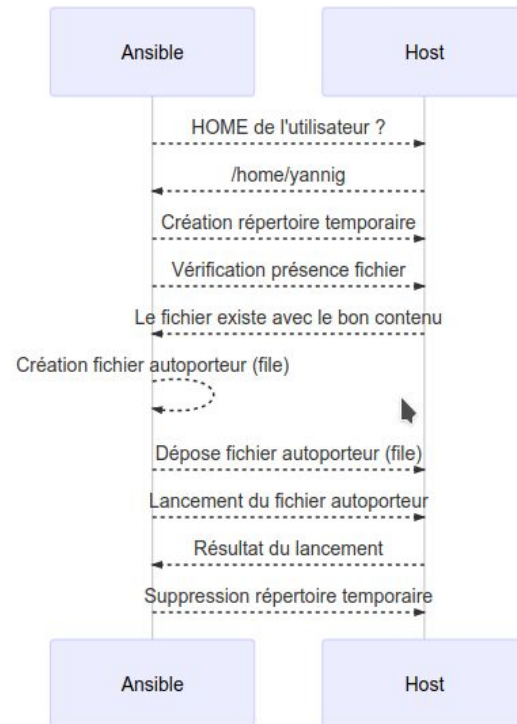 Ansible
Host
HOME de l'utilisateur ?
/home/yannig
Création répertoire temporaire
Vérification présence fichier
Le fichier existe avec le bon contenu
Création fichier autoporteur (file)
Dépose fichier autoporteur (file)
Lancement du fichier autoporteur
Résultat du lancement
Suppression répertoire temporaire
Ansible
Host